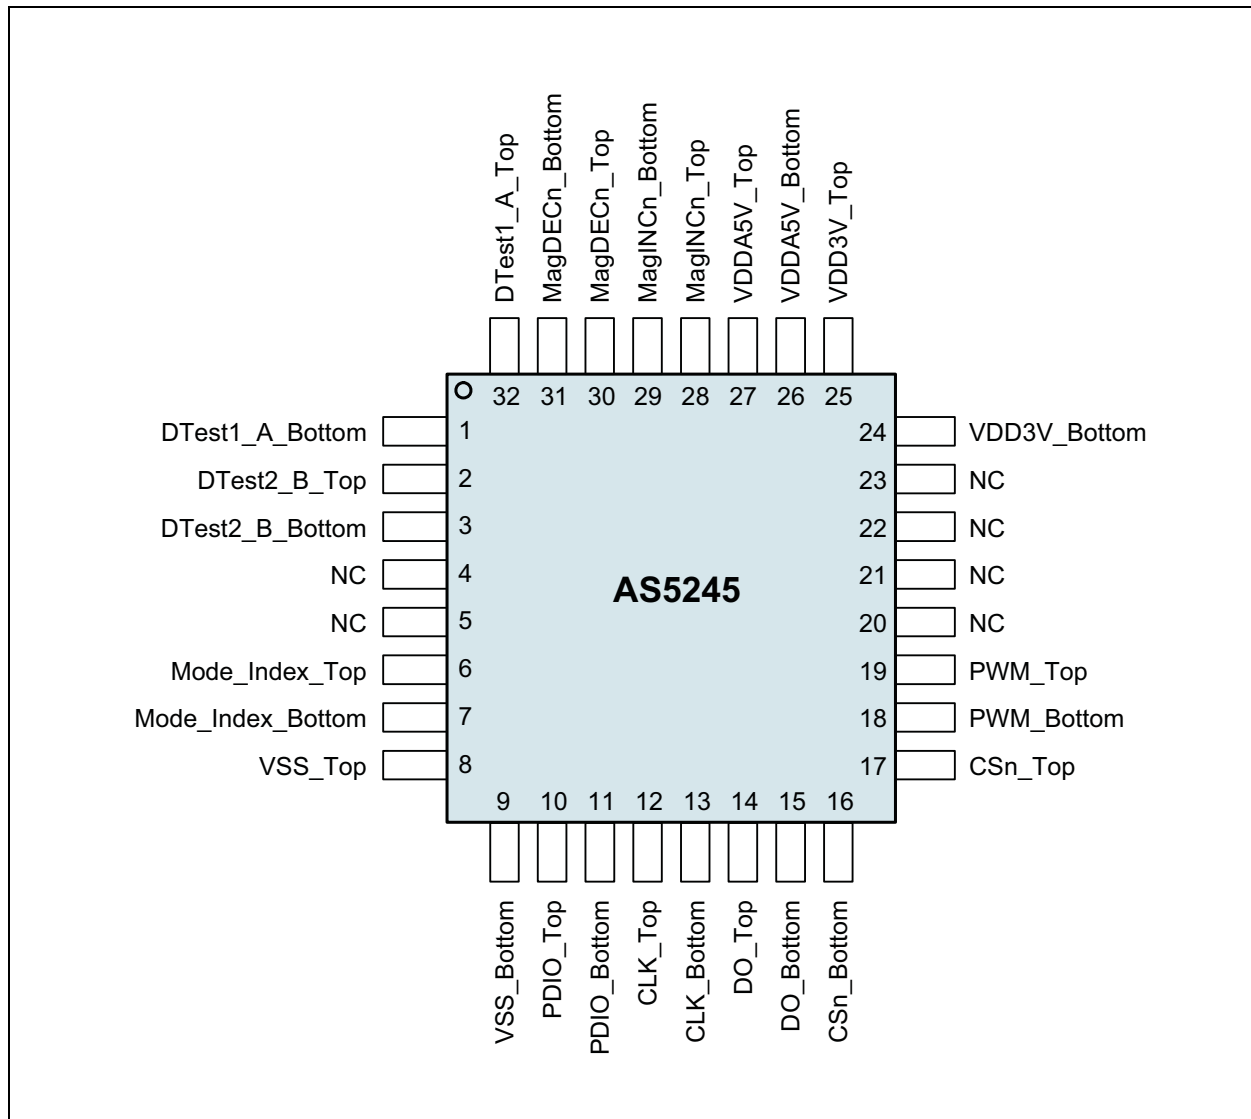 DTest1_A_Top
MagDECn_Bottom
MagDECn_Top
MagINCn_Bottom
MagINCn_Top
VDDA5V_Top
VDDA5V_Bottom
VDD3V_Top
32 31 30 29 28 27 26 25
DTest1_A_Bottom 1 24 VDD3V_Bottom
DTest2_B_Top 2 23 NC
DTest2_B_Bottom 3 22 NC
NC 4 21 NC
AS5245
NC 5 20 NC
Mode_Index_Top 6 19 PWM_Top
Mode_Index_Bottom 7 18 PWM_Bottom
VSS_Top 8 17 CSn_Top
9 10 11 12 13 14 15 16
VSS_Bottom
PDIO_Top
PDIO_Bottom
CLK_Top
CLK_Bottom
DO_Top
DO_Bottom
CSn_Bottom